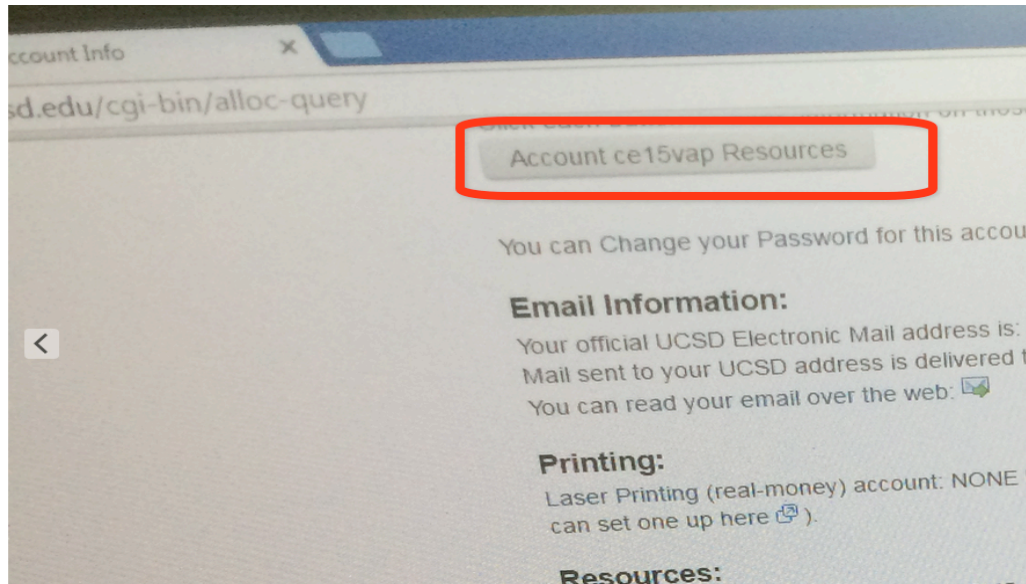 ccount Info
sd.edu/cgi-bin/alloc-query
Account ce15vap Resources
You can Change your Password for this accou
Email Information:
Your official UCSD Electronic Mail address is:
Mail sent to your UCSD address is delivered t
You can read your email over the web:
Printing:
Laser Printing (real-money) account: NONE
can set one up here ).
Resources: